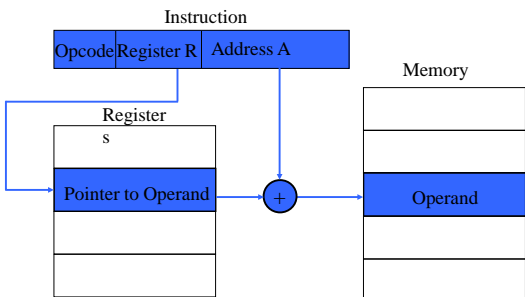 Instruction
Opcode Register R Address A
Memory
Register
s
Pointer to Operand + Operand